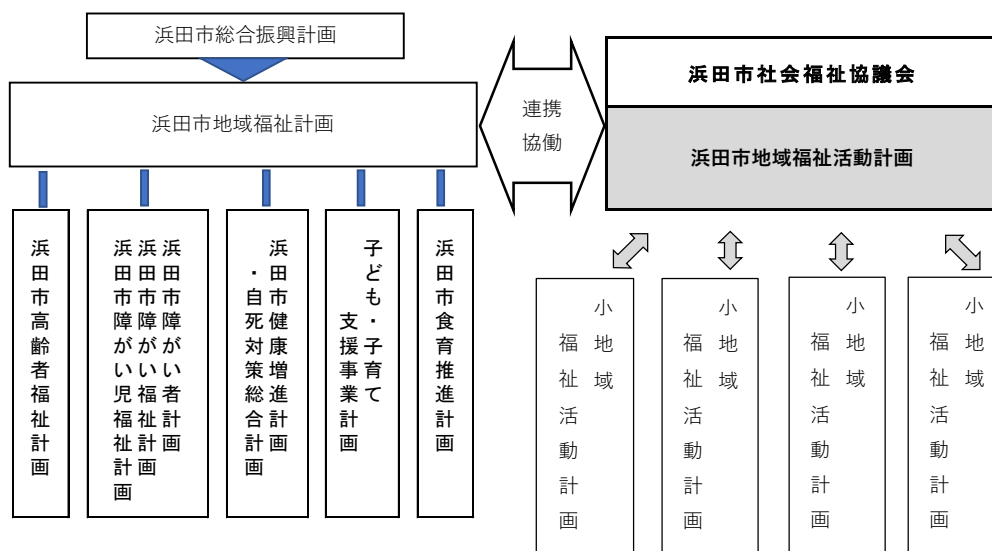 浜田市総合振興計画
浜田市地域福祉計画
連携
協働
浜田市社会福祉協議会
浜田市地域福祉活動計画
浜田市高齢者福祉計画
浜田市障がい者計画
浜田市障がい福祉計画
浜田市障がい児福祉計画
浜田市健康増進計画
・自死対策総合計画
子ども・子育て
支援事業計画
浜田市食育推進計画
小地域
福祉活動計画
小地域
福祉活動計画
小地域
福祉活動計画
小地域
福祉活動計画